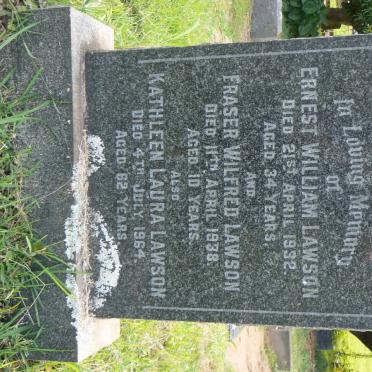 In Loving Memory
of
ERNEST WILLIAM LAWSON
DIED 21ST APRIL 1932.
AGED 34 YEARS
AND
FRASER WILFRED LAWSON
DIED 11TH APRIL 1938
AGED 10 YEARS.
ALSO
KATHLEEN LAURA LAWSON
DIED 4TH JULY 1964.
AGED 62 YEARS